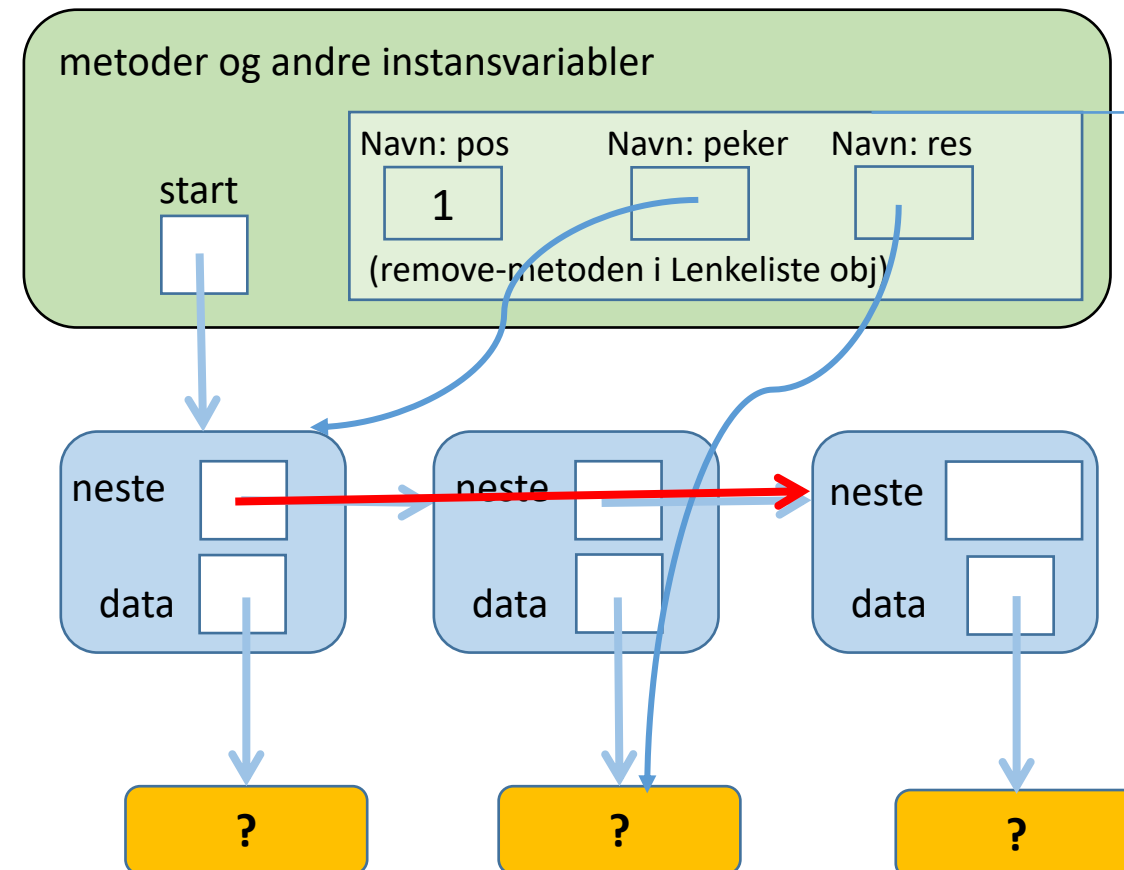 metoder og andre instansvariabler
Navn: pos Navn: peker Navn: res
start
1
(remove-metoden i Lenkeliste obj)
neste neste neste
data data data
? ? ?